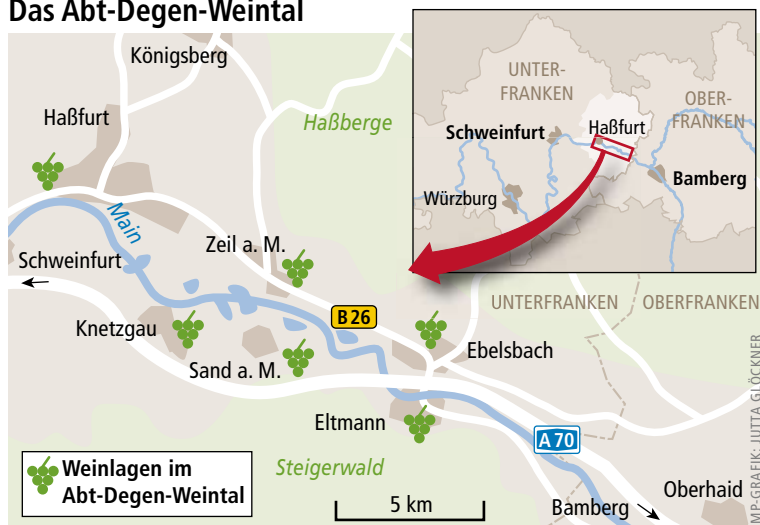 Das Abt-Degen-Weintal
Königsberg
Haßfurt
Haßberge
Main
Schweinfurt
Zeil a. M.
Knetzgau
Sand a. M.
B 26
Ebelsbach
Eltmann
Steigerwald
A 70
UNTERFRANKEN
OBERFRANKEN
Bamberg
Oberhaid
5 km
Weinlagen im
Abt-Degen-Weintal
UNTER-
FRANKEN
OBER-
FRANKEN
Schweinfurt
Haßfurt
Würzburg
Bamberg
MP-GRAFIK: JUTTA GLÖCKNER